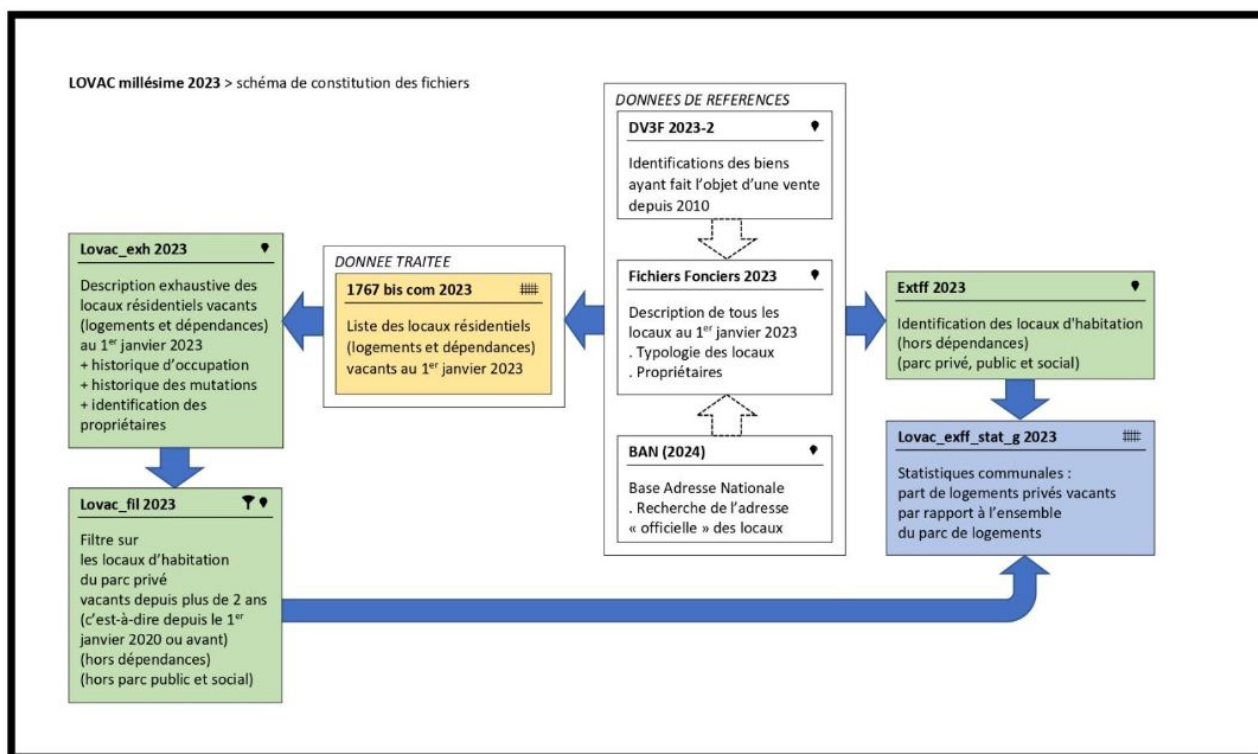 LOVAC millésime 2023 > schéma de constitution des fichiers
DONNEES DE REFERENCES
DV3F 2023-2
Identifications des biens
ayant fait l'objet d'une vente
depuis 2010
Lovac_exh 2023
Description exhaustive des
locaux résidentiels vacants
(logements et dépendances)
au 1er janvier 2023
+ historique d'occupation
+ historique des mutations
+ identification des
propriétaires
DONNEE TRAITEE
1767 bis com 2023
Liste des locaux résidentiels
(logements et dépendances)
vacants au 1er janvier 2023
Fichiers Fonciers 2023
Description de tous les
locaux au 1er janvier 2023
. Typologie des locaux
. Propriétaires
Extff 2023
Identification des locaux d'habitation
(hors dépendances)
(parc privé, public et social)
BAN (2024)
Base Adresse Nationale
. Recherche de l'adresse
« officielle » des locaux
Lovac_exff_stat_g 2023
Statistiques communales :
part de logements privés vacants
par rapport à l'ensemble
du parc de logements
Lovac_fil 2023
Filtre sur
les locaux d'habitation
du parc privé
vacants depuis plus de 2 ans
(c'est-à-dire depuis le 1er
janvier 2020 ou avant)
(hors dépendances)
(hors parc public et social)